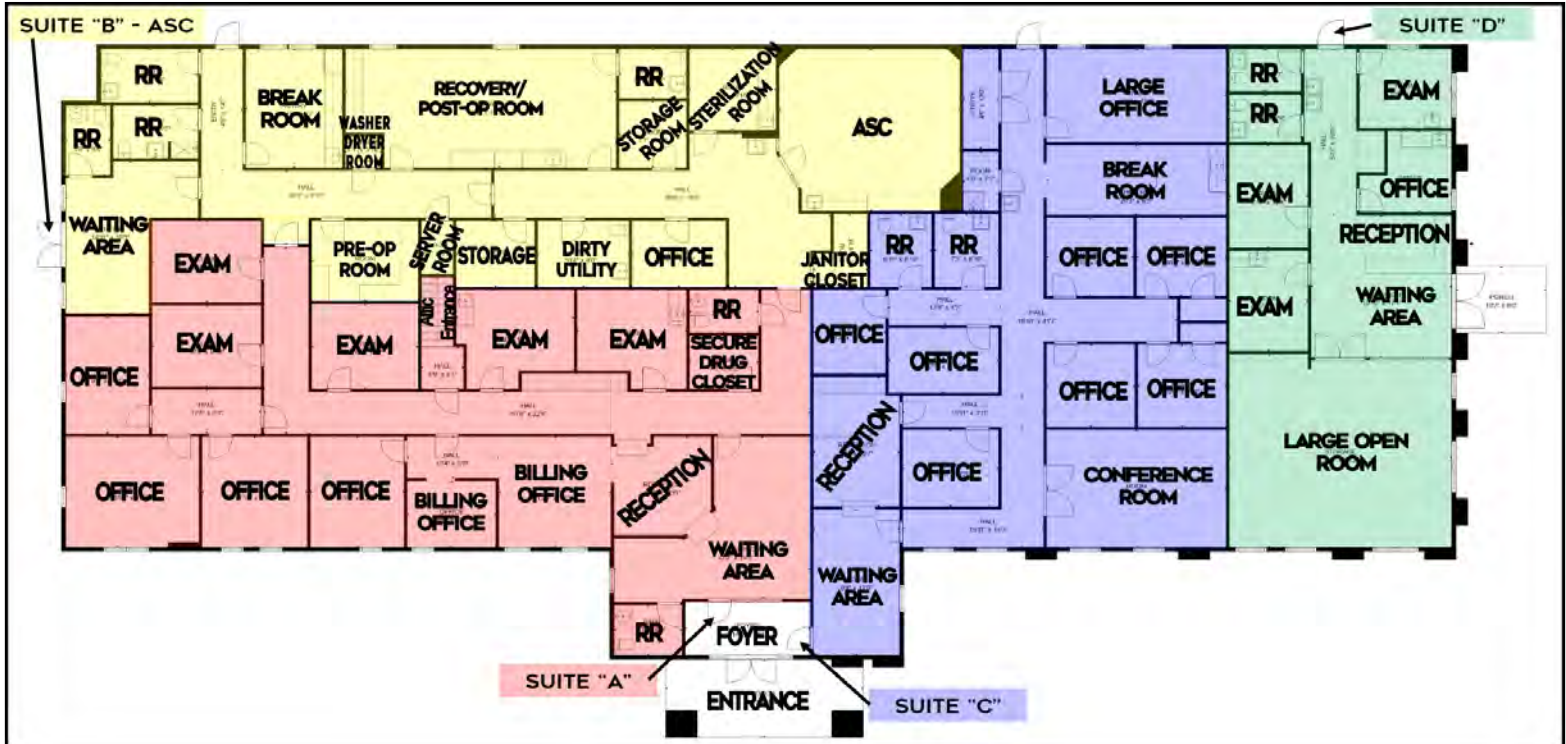 SUITE "B" - ASC
SUITE "D"
RR
BREAK
ROOM
WASHER
DRYER
ROOM
RECOVERY/
POST-OP ROOM
RR
STORAGE
ROOM
STERILIZATION
ROOM
ASC
LARGE
OFFICE
RR
EXAM
RR
RR
RR
BREAK
ROOM
EXAM
OFFICE
WAITING
AREA
EXAM
PRE-OP
ROOM
SERVER
ROOM
STORAGE
DIRTY
UTILITY
OFFICE
JANITOR
CLOSET
RR
RR
OFFICE
OFFICE
RECEPTION
EXAM
WAITING
AREA
EXAM
EXAM
Attic
Entrance
EXAM
EXAM
RR
SECURE
DRUG
CLOSET
OFFICE
OFFICE
OFFICE
OFFICE
OFFICE
HALL
HALL
HALL
HALL
RECEPTION
OFFICE
CONFERENCE
ROOM
LARGE OPEN
ROOM
OFFICE
OFFICE
OFFICE
BILLING
OFFICE
BILLING
OFFICE
RECEPTION
WAITING
AREA
WAITING
AREA
RR
FOYER
SUITE "A"
ENTRANCE
SUITE "C"